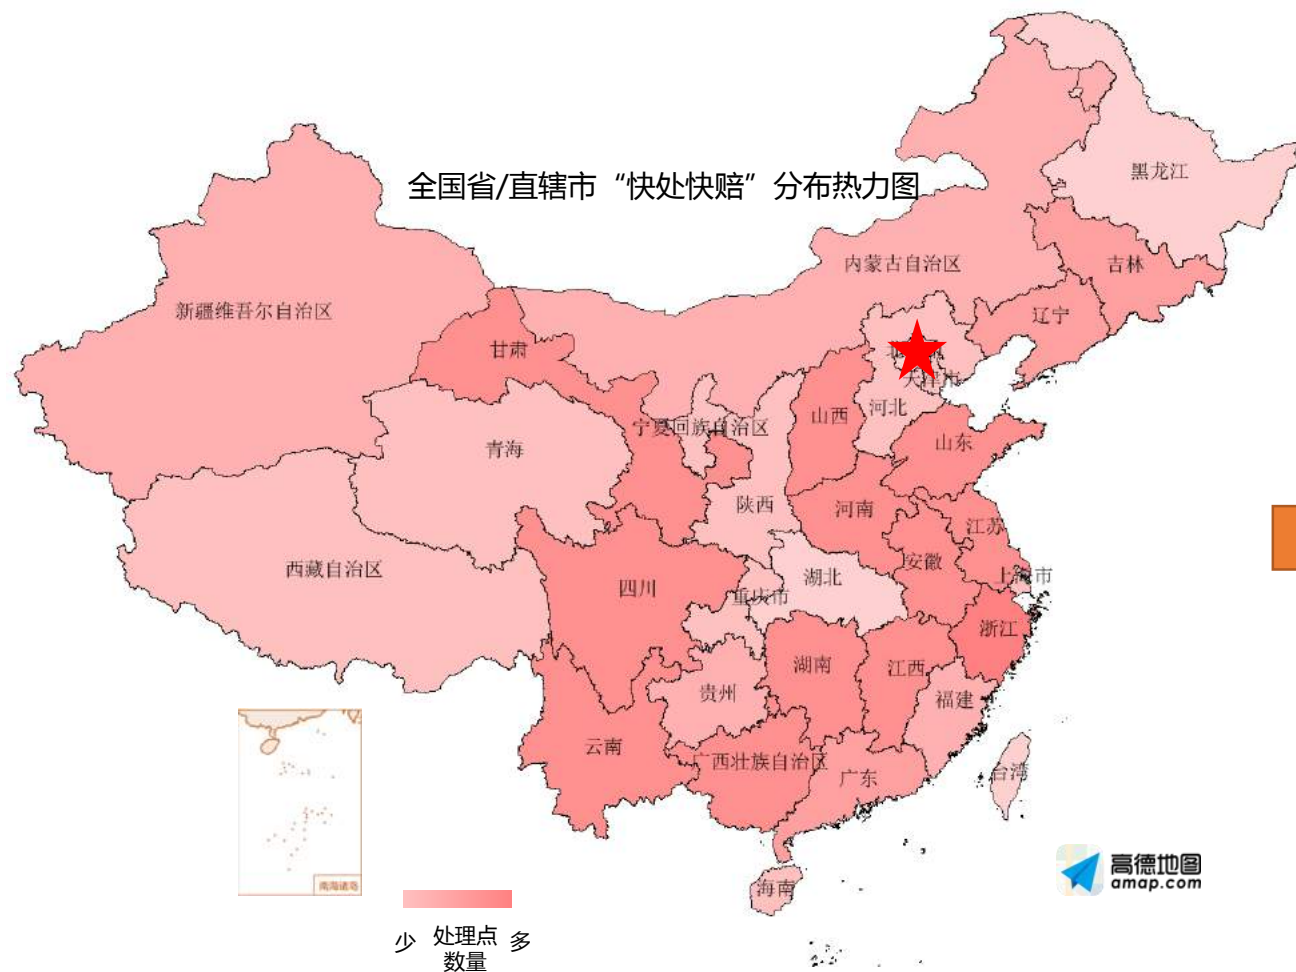 全国省/直辖市“快处快赔”分布热力图
黑龙江
内蒙古自治区
吉林
新疆维吾尔自治区
辽宁
甘肃
天津市
河北
山西
宁夏回族自治区
山东
青海
陕西
河南
江苏
安徽
西藏自治区
湖北
上海市
四川
重庆市
浙江
湖南
江西
贵州
福建
云南
广西壮族自治区
广东
台湾
海南
南海诸岛
高德地图
amap.com
少 处理点 多
数量